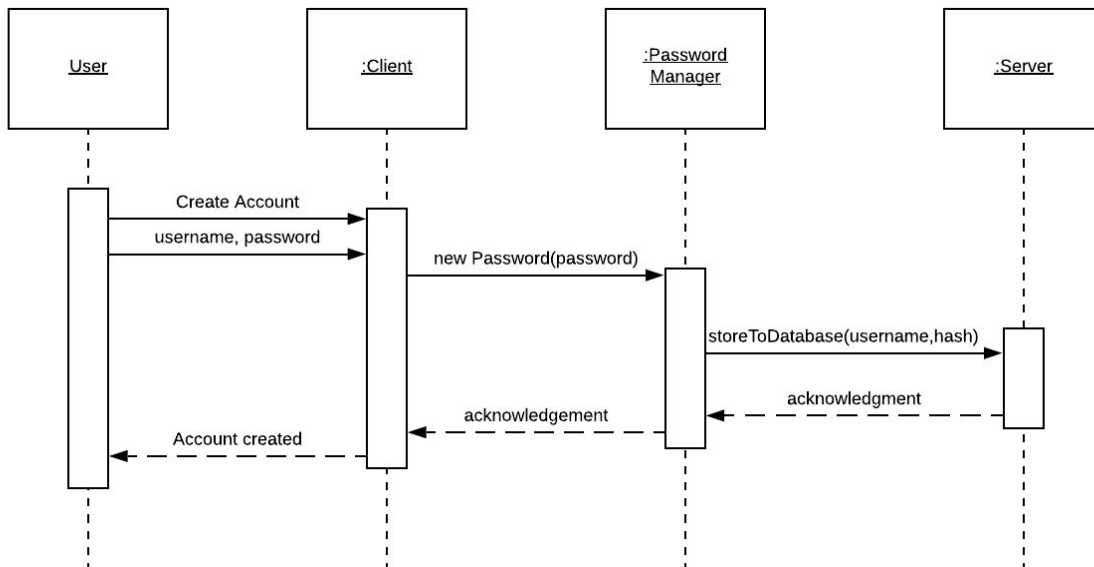 User
:Client
:Password
Manager
:Server
Create Account
username, password
new Password(password)
storeToDatabase(username,hash)
acknowledgment
acknowledgement
Account created